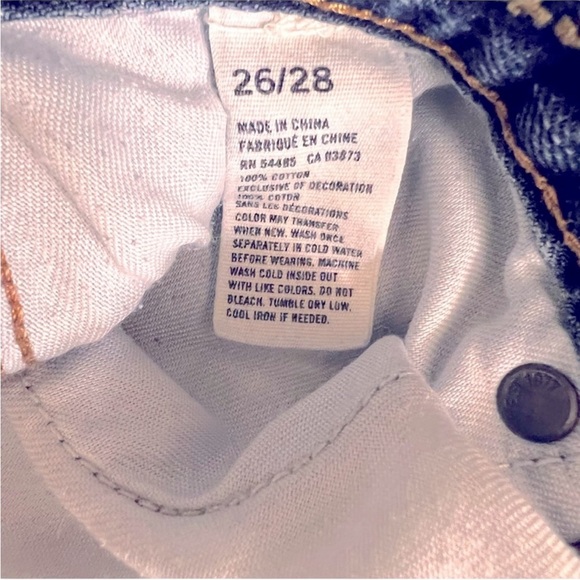 26/28
MADE IN CHINA
FABRIQUÉ EN CHINE
RN 54485 CA 03873
100% COTTON
EXCLUSIVE OF DECORATION
100% COTON
SANS LES DÉCORATIONS
COLOR MAY TRANSFER
WHEN NEW. WASH ONCE
SEPARATELY IN COLD WATER
BEFORE WEARING. MACHINE
WASH COLD INSIDE OUT
WITH LIKE COLORS. DO NOT
BLEACH. TUMBLE DRY LOW.
COOL IRON IF NEEDED.
1977